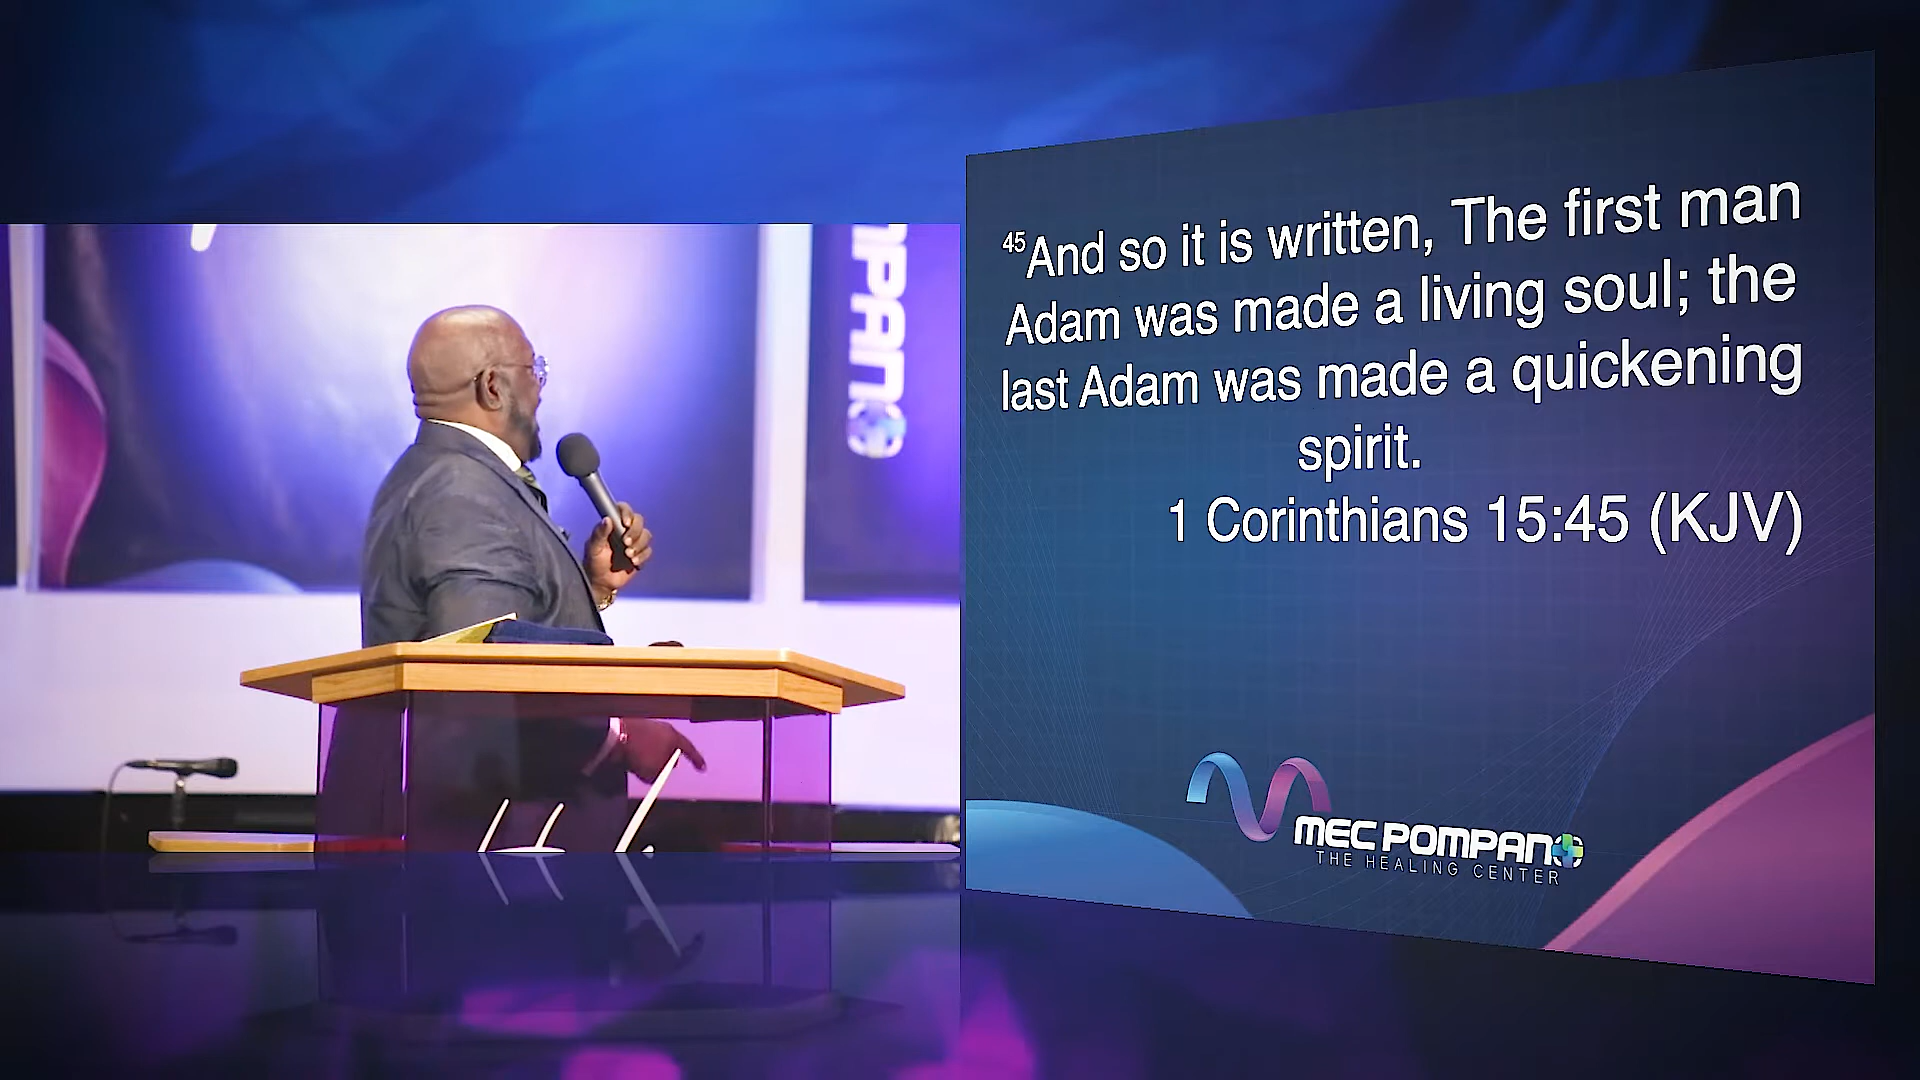 MPANO
45And so it is written, The first man
Adam was made a living soul; the
last Adam was made a quickening
spirit.
1 Corinthians 15:45 (KJV)
MEC POMPANO
THE HEALING CENTER